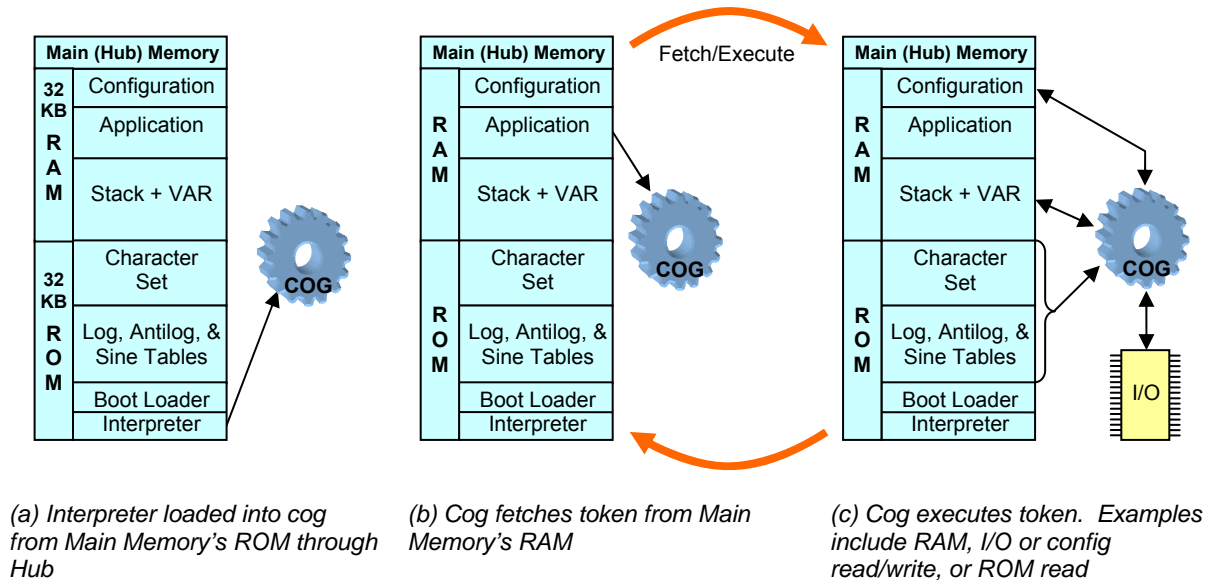 Main (Hub) Memory
32
KB
R
A
M
Configuration
Application
Stack + VAR
32
KB
R
O
M
Character
Set
Log, Antilog, &
Sine Tables
Boot Loader
Interpreter
COG
(a) Interpreter loaded into cog
from Main Memory's ROM through
Hub
Main (Hub) Memory
R
A
M
Configuration
Application
Stack + VAR
R
O
M
Character
Set
Log, Antilog, &
Sine Tables
Boot Loader
Interpreter
COG
Fetch/Execute
(b) Cog fetches token from Main
Memory's RAM
Main (Hub) Memory
R
A
M
Configuration
Application
Stack + VAR
R
O
M
Character
Set
Log, Antilog, &
Sine Tables
Boot Loader
Interpreter
COG
I/O
(c) Cog executes token.  Examples
include RAM, I/O or config
read/write, or ROM read